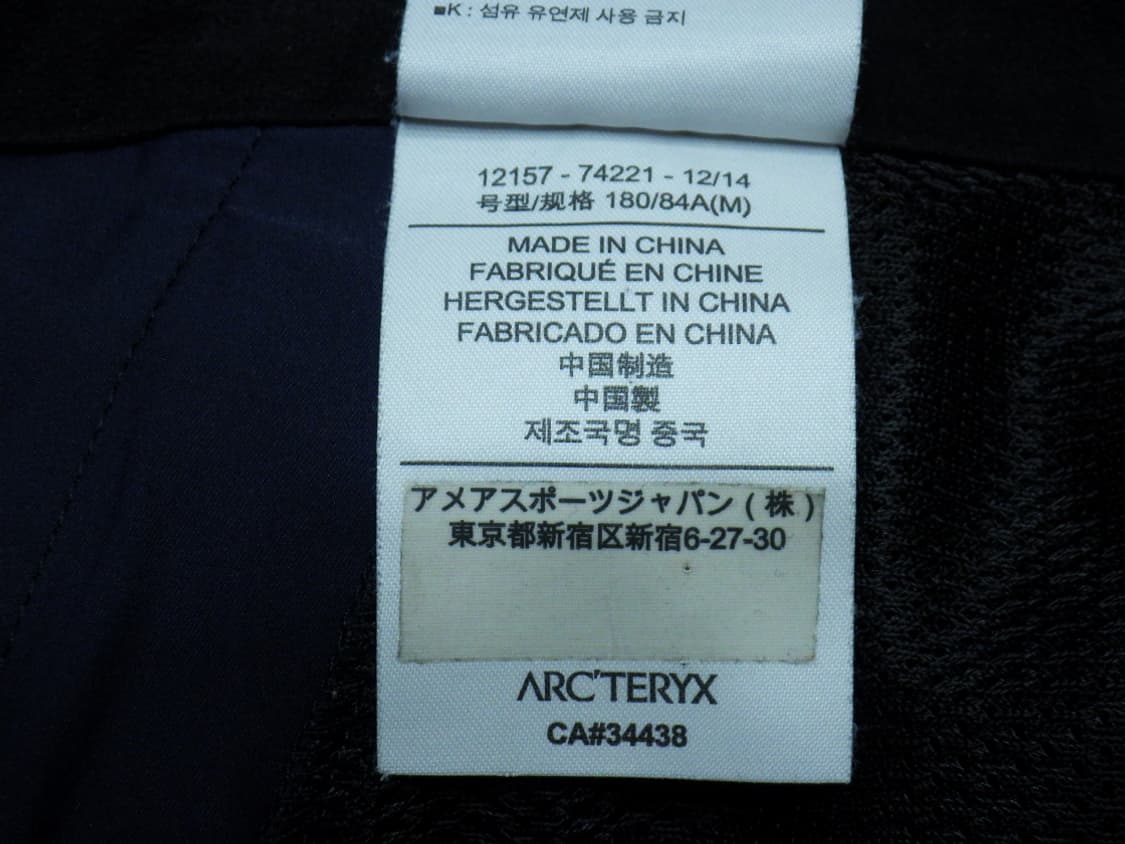 ■K : 섬유 유연제 사용 금지
12157 - 74221 - 12/14
号型/规格 180/84A(M)
MADE IN CHINA
FABRIQUÉ EN CHINE
HERGESTELLT IN CHINA
FABRICADO EN CHINA
中国制造
中国製
제조국명 중국
アメアスポーツジャパン ( 株 )
東京都新宿区新宿6-27-30
ARC'TERYX
CA#34438